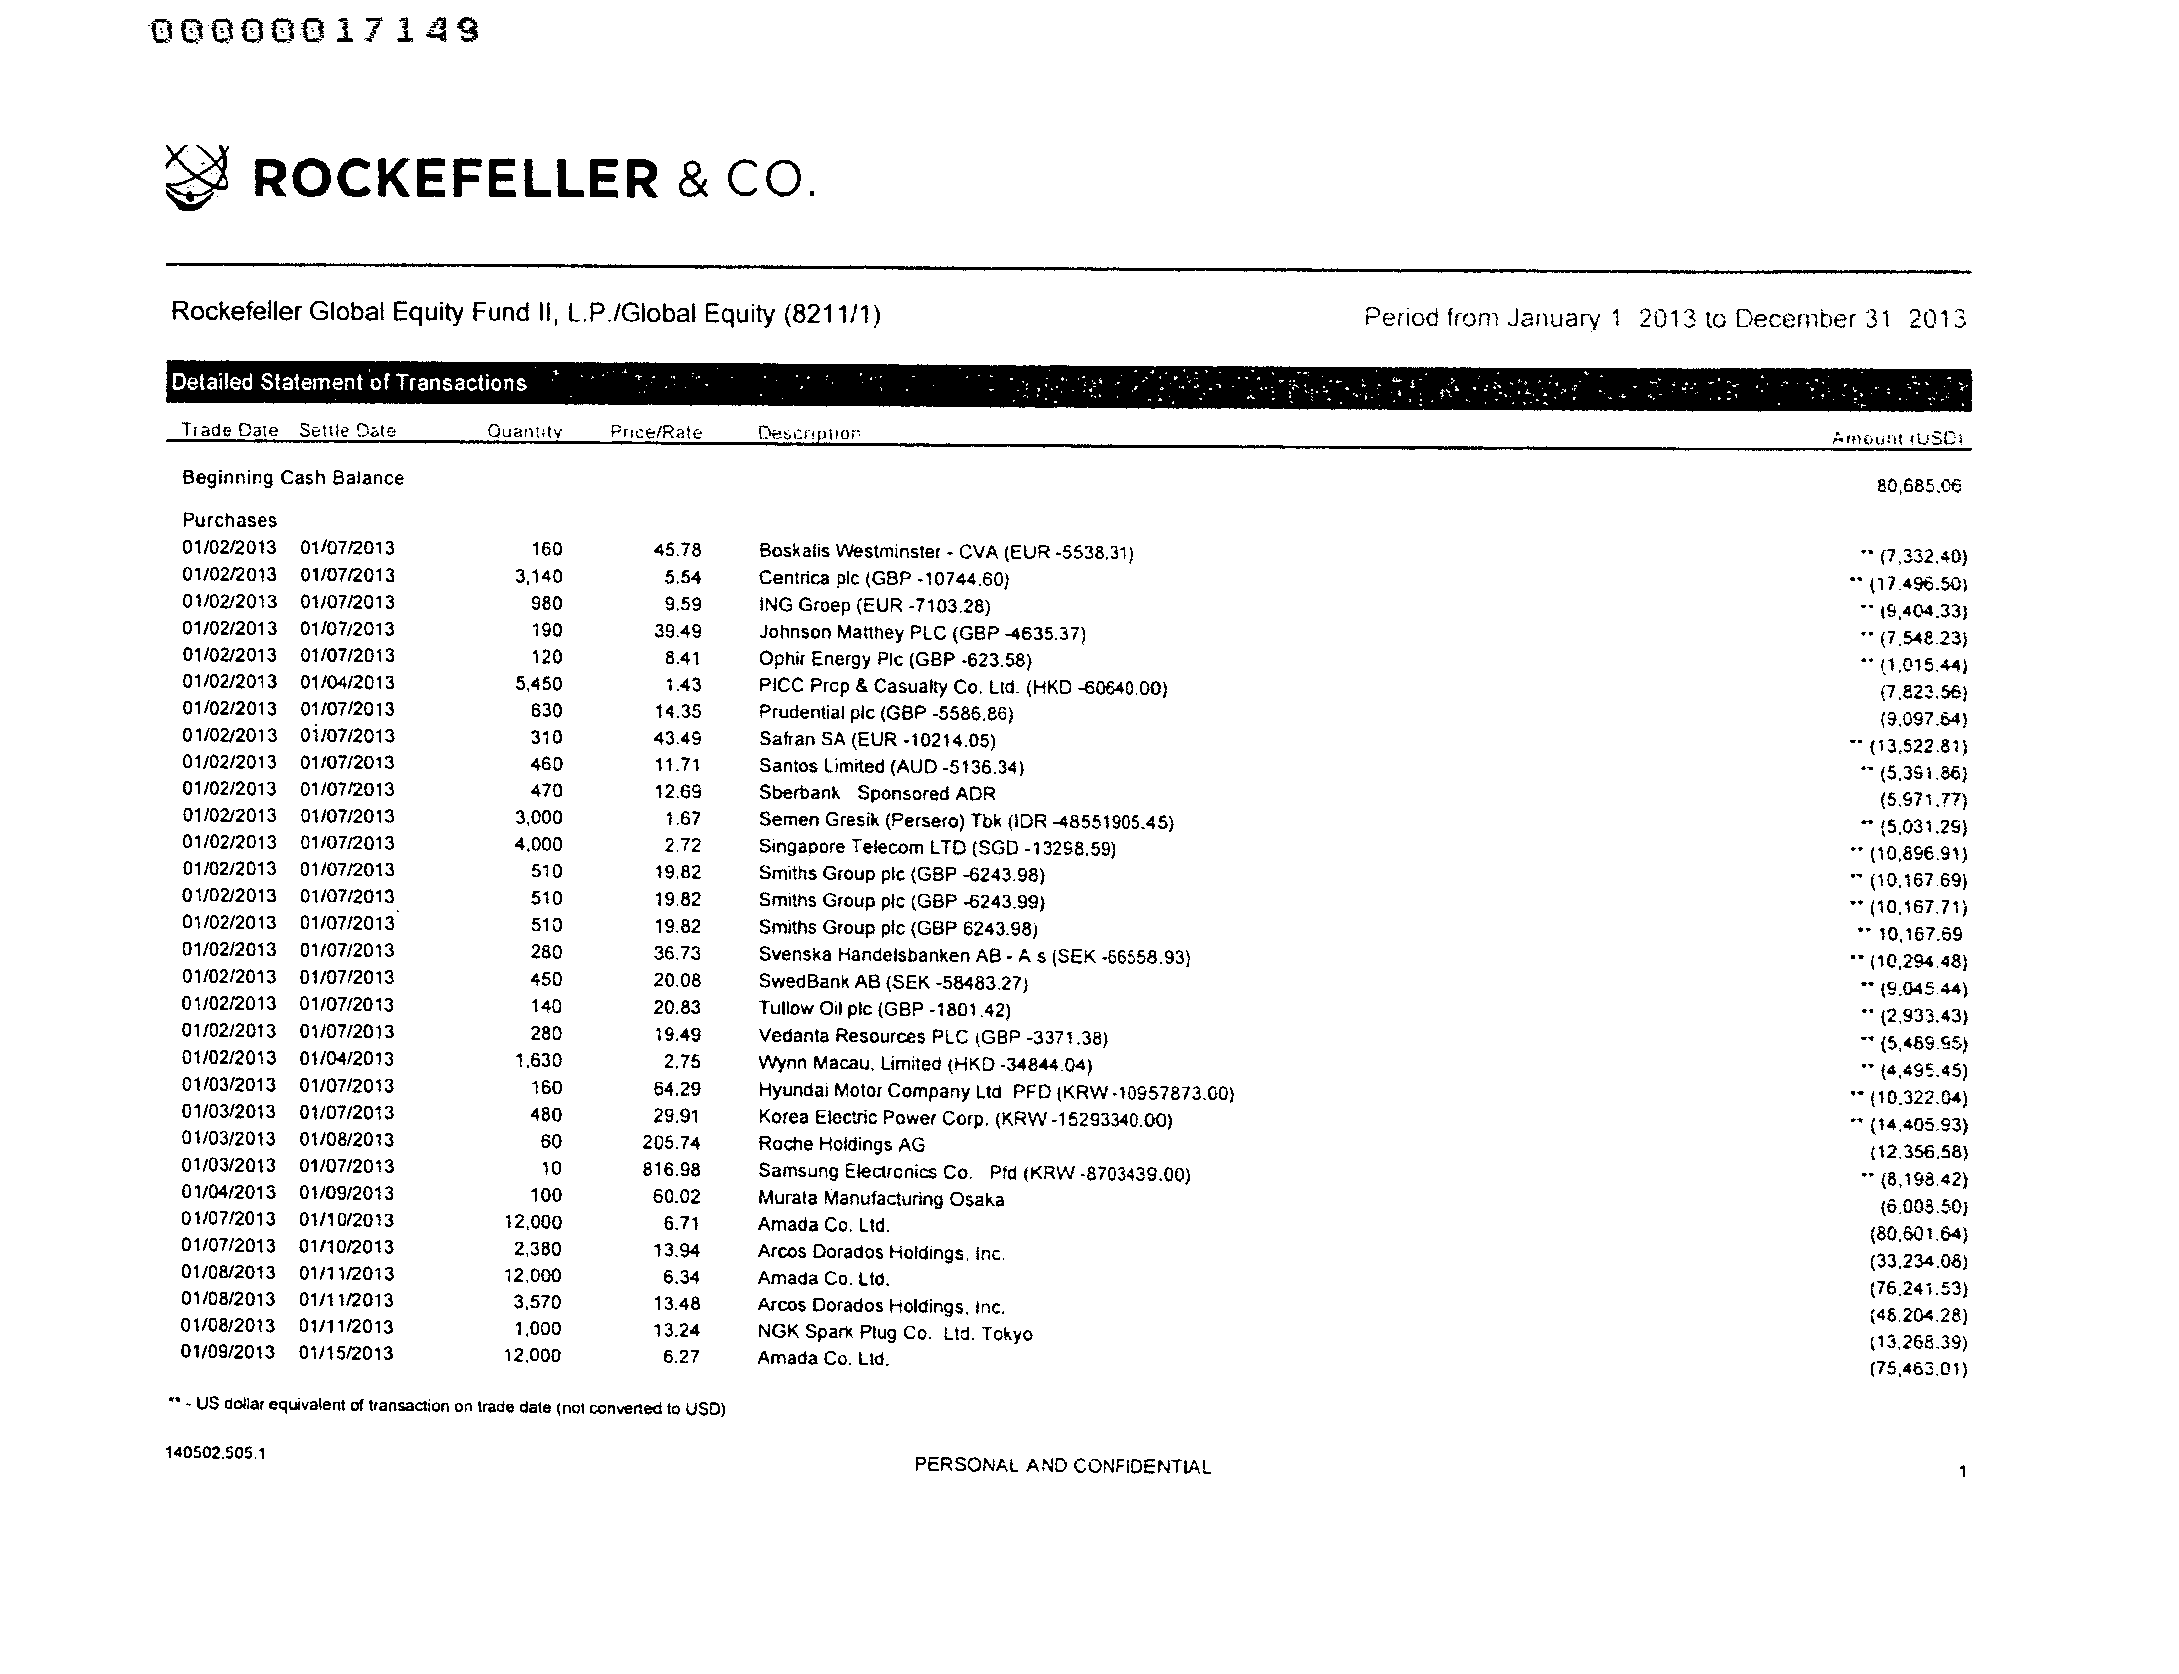 00000017149
ROCKEFELLER & CO.
Rockefeller Global Equity Fund II, L.P./Global Equity (8211/1) Period from January 1 2013 to December 31 2013
Detailed Statement of Transactions
Trade Date Settle Date Quantity Price/Rate Description Amount (USD)
Beginning Cash Balance 80,685.06
Purchases
01/02/2013 01/07/2013 160 45.78 Boskalis Westminster - CVA (EUR -5538.31) ** (7,332.40)
01/02/2013 01/07/2013 3,140 5.54 Centrica plc (GBP -10744.60) ** (17,496.50)
01/02/2013 01/07/2013 980 9.59 ING Groep (EUR -7103.28) ** (9,404.33)
01/02/2013 01/07/2013 190 39.49 Johnson Matthey PLC (GBP -4635.37) ** (7,548.23)
01/02/2013 01/07/2013 120 8.41 Ophir Energy Plc (GBP -623.58) ** (1,015.44)
01/02/2013 01/04/2013 5,450 1.43 PICC Prop & Casualty Co. Ltd. (HKD -60640.00) (7,823.56)
01/02/2013 01/07/2013 630 14.35 Prudential plc (GBP -5586.86) (9,097.64)
01/02/2013 01/07/2013 310 43.49 Safran SA (EUR -10214.05) ** (13,522.81)
01/02/2013 01/07/2013 460 11.71 Santos Limited (AUD -5136.34) ** (5,391.86)
01/02/2013 01/07/2013 470 12.69 Sberbank Sponsored ADR (5,971.77)
01/02/2013 01/07/2013 3,000 1.67 Semen Gresik (Persero) Tbk (IDR -48551905.45) ** (5,031.29)
01/02/2013 01/07/2013 4,000 2.72 Singapore Telecom LTD (SGD -13298.59) ** (10,896.91)
01/02/2013 01/07/2013 510 19.82 Smiths Group plc (GBP -6243.98) ** (10,167.69)
01/02/2013 01/07/2013 510 19.82 Smiths Group plc (GBP -6243.99) ** (10,167.71)
01/02/2013 01/07/2013 510 19.82 Smiths Group plc (GBP 6243.98) ** 10,167.69
01/02/2013 01/07/2013 280 36.73 Svenska Handelsbanken AB - A s (SEK -66558.93) ** (10,294.48)
01/02/2013 01/07/2013 450 20.08 SwedBank AB (SEK -58483.27) ** (9,045.44)
01/02/2013 01/07/2013 140 20.83 Tullow Oil plc (GBP -1801.42) ** (2,933.43)
01/02/2013 01/07/2013 280 19.49 Vedanta Resources PLC (GBP -3371.38) ** (5,489.95)
01/02/2013 01/04/2013 1,630 2.75 Wynn Macau, Limited (HKD -34844.04) ** (4,495.45)
01/03/2013 01/07/2013 160 64.29 Hyundai Motor Company Ltd PFD (KRW -10957873.00) ** (10,322.04)
01/03/2013 01/07/2013 480 29.91 Korea Electric Power Corp. (KRW -15293340.00) ** (14,405.93)
01/03/2013 01/08/2013 60 205.74 Roche Holdings AG (12,356.58)
01/03/2013 01/07/2013 10 816.98 Samsung Electronics Co. Pfd (KRW -8703439.00) ** (8,198.42)
01/04/2013 01/09/2013 100 60.02 Murata Manufacturing Osaka (6,008.50)
01/07/2013 01/10/2013 12,000 6.71 Amada Co. Ltd. (80,601.64)
01/07/2013 01/10/2013 2,380 13.94 Arcos Dorados Holdings, Inc. (33,234.08)
01/08/2013 01/11/2013 12,000 6.34 Amada Co. Ltd. (76,241.53)
01/08/2013 01/11/2013 3,570 13.48 Arcos Dorados Holdings, Inc. (48,204.28)
01/08/2013 01/11/2013 1,000 13.24 NGK Spark Plug Co. Ltd. Tokyo (13,268.39)
01/09/2013 01/15/2013 12,000 6.27 Amada Co. Ltd. (75,463.01)
** - US dollar equivalent of transaction on trade date (not converted to USD)
140502.505.1 PERSONAL AND CONFIDENTIAL 1